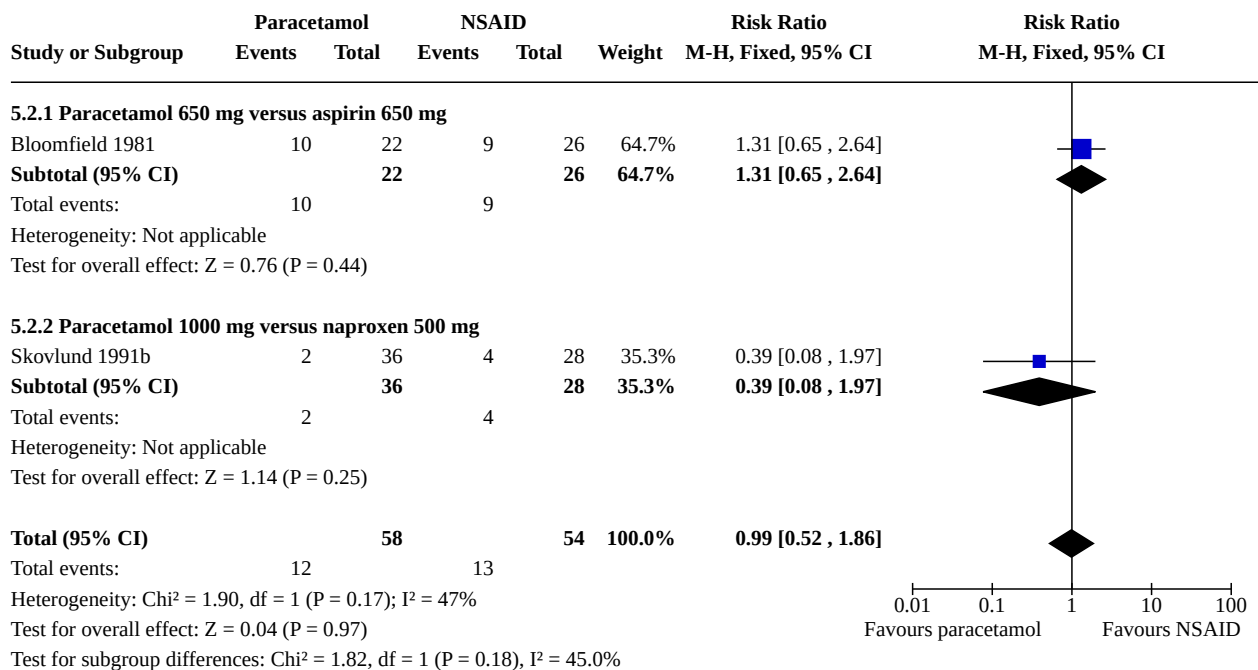 Paracetamol NSAID Risk Ratio Risk Ratio
Study or Subgroup Events Total Events Total Weight M-H, Fixed, 95% CI M-H, Fixed, 95% CI
5.2.1 Paracetamol 650 mg versus aspirin 650 mg
Bloomfield 1981 10 22 9 26 64.7% 1.31 [0.65 , 2.64]
Subtotal (95% CI) 22 26 64.7% 1.31 [0.65 , 2.64]
Total events: 10 9
Heterogeneity: Not applicable
Test for overall effect: Z = 0.76 (P = 0.44)
5.2.2 Paracetamol 1000 mg versus naproxen 500 mg
Skovlund 1991b 2 36 4 28 35.3% 0.39 [0.08 , 1.97]
Subtotal (95% CI) 36 28 35.3% 0.39 [0.08 , 1.97]
Total events: 2 4
Heterogeneity: Not applicable
Test for overall effect: Z = 1.14 (P = 0.25)
Total (95% CI) 58 54 100.0% 0.99 [0.52 , 1.86]
Total events: 12 13
Heterogeneity: Chi² = 1.90, df = 1 (P = 0.17); I² = 47%
Test for overall effect: Z = 0.04 (P = 0.97)
Test for subgroup differences: Chi² = 1.82, df = 1 (P = 0.18), I² = 45.0%
0.01 0.1 1 10 100
Favours paracetamol Favours NSAID